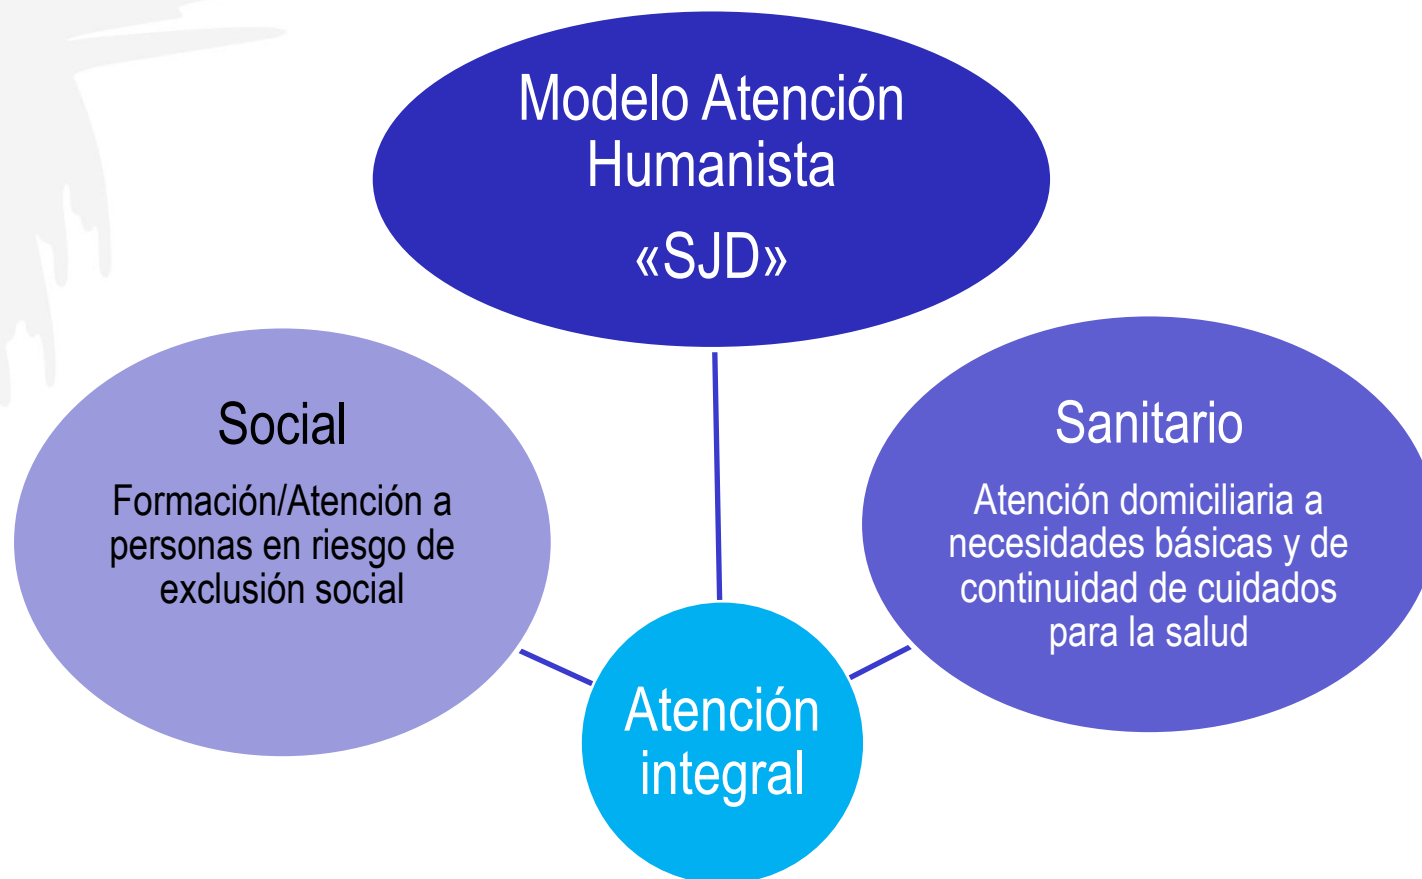 Modelo Atención
Humanista
«SJD»
Social
Formación/Atención a
personas en riesgo de
exclusión social
Sanitario
Atención domiciliaria a
necesidades básicas y de
continuidad de cuidados
para la salud
Atención
integral